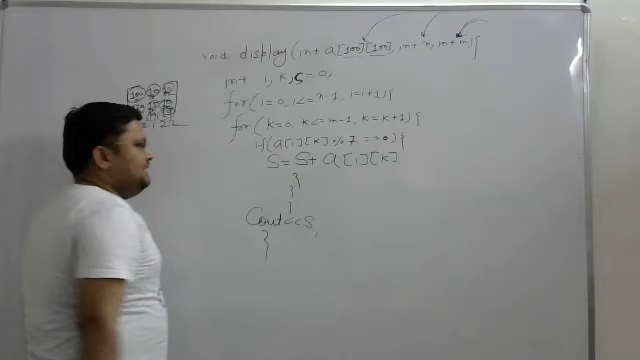 void display (int a[100][100], int n, int m){
int i, k, S=0;
for(i=0, i<=n-1, i=i+1){
for(k=0, k<=m-1, k=k+1){
if(a[i][k]%7==0){
S=S+a[i][k]
}
}
}
Cout<<S;
}